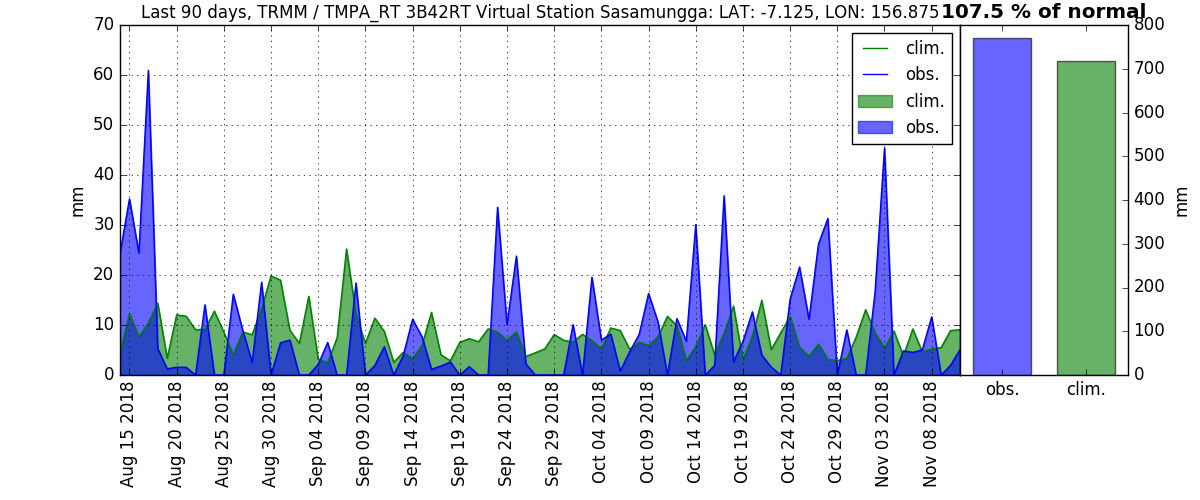 Last 90 days, TRMM / TMPA_RT 3B42RT Virtual Station Sasamungga: LAT: -7.125, LON: 156.875
107.5 % of normal
70
60
50
40
30
20
10
0
mm
clim.
obs.
clim.
obs.
Aug 15 2018
Aug 20 2018
Aug 25 2018
Aug 30 2018
Sep 04 2018
Sep 09 2018
Sep 14 2018
Sep 19 2018
Sep 24 2018
Sep 29 2018
Oct 04 2018
Oct 09 2018
Oct 14 2018
Oct 19 2018
Oct 24 2018
Oct 29 2018
Nov 03 2018
Nov 08 2018
800
700
600
500
400
300
200
100
0
mm
obs.
clim.